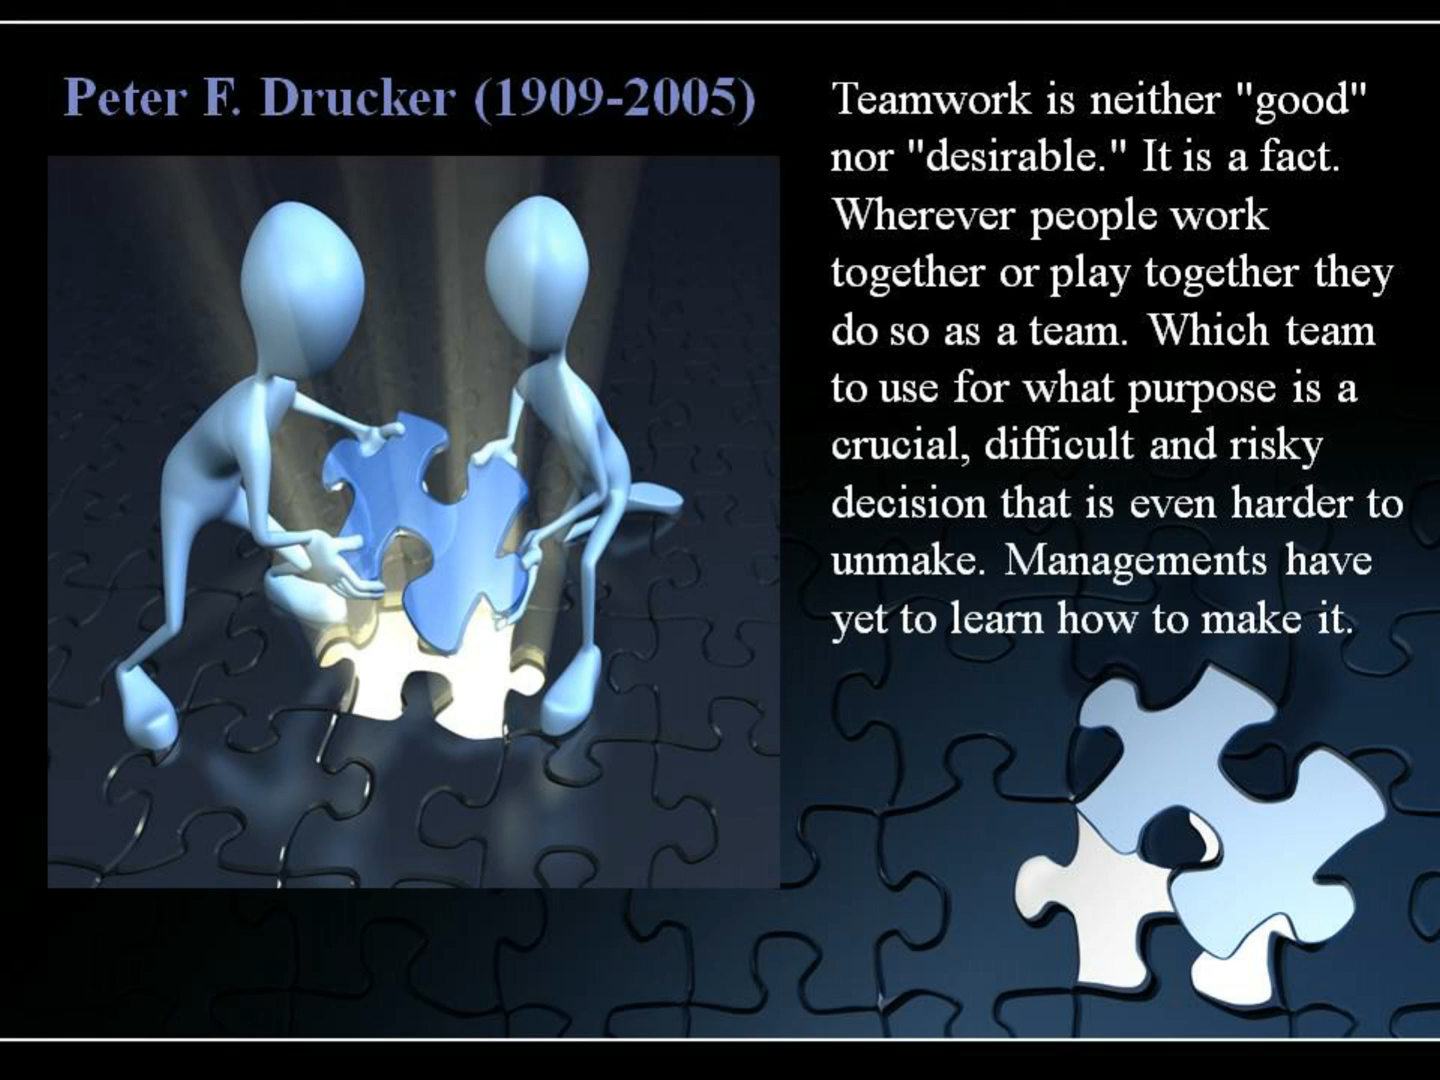 Peter F. Drucker (1909-2005)
Teamwork is neither "good"
nor "desirable." It is a fact.
Wherever people work
together or play together they
do so as a team. Which team
to use for what purpose is a
crucial, difficult and risky
decision that is even harder to
unmake. Managements have
yet to learn how to make it.